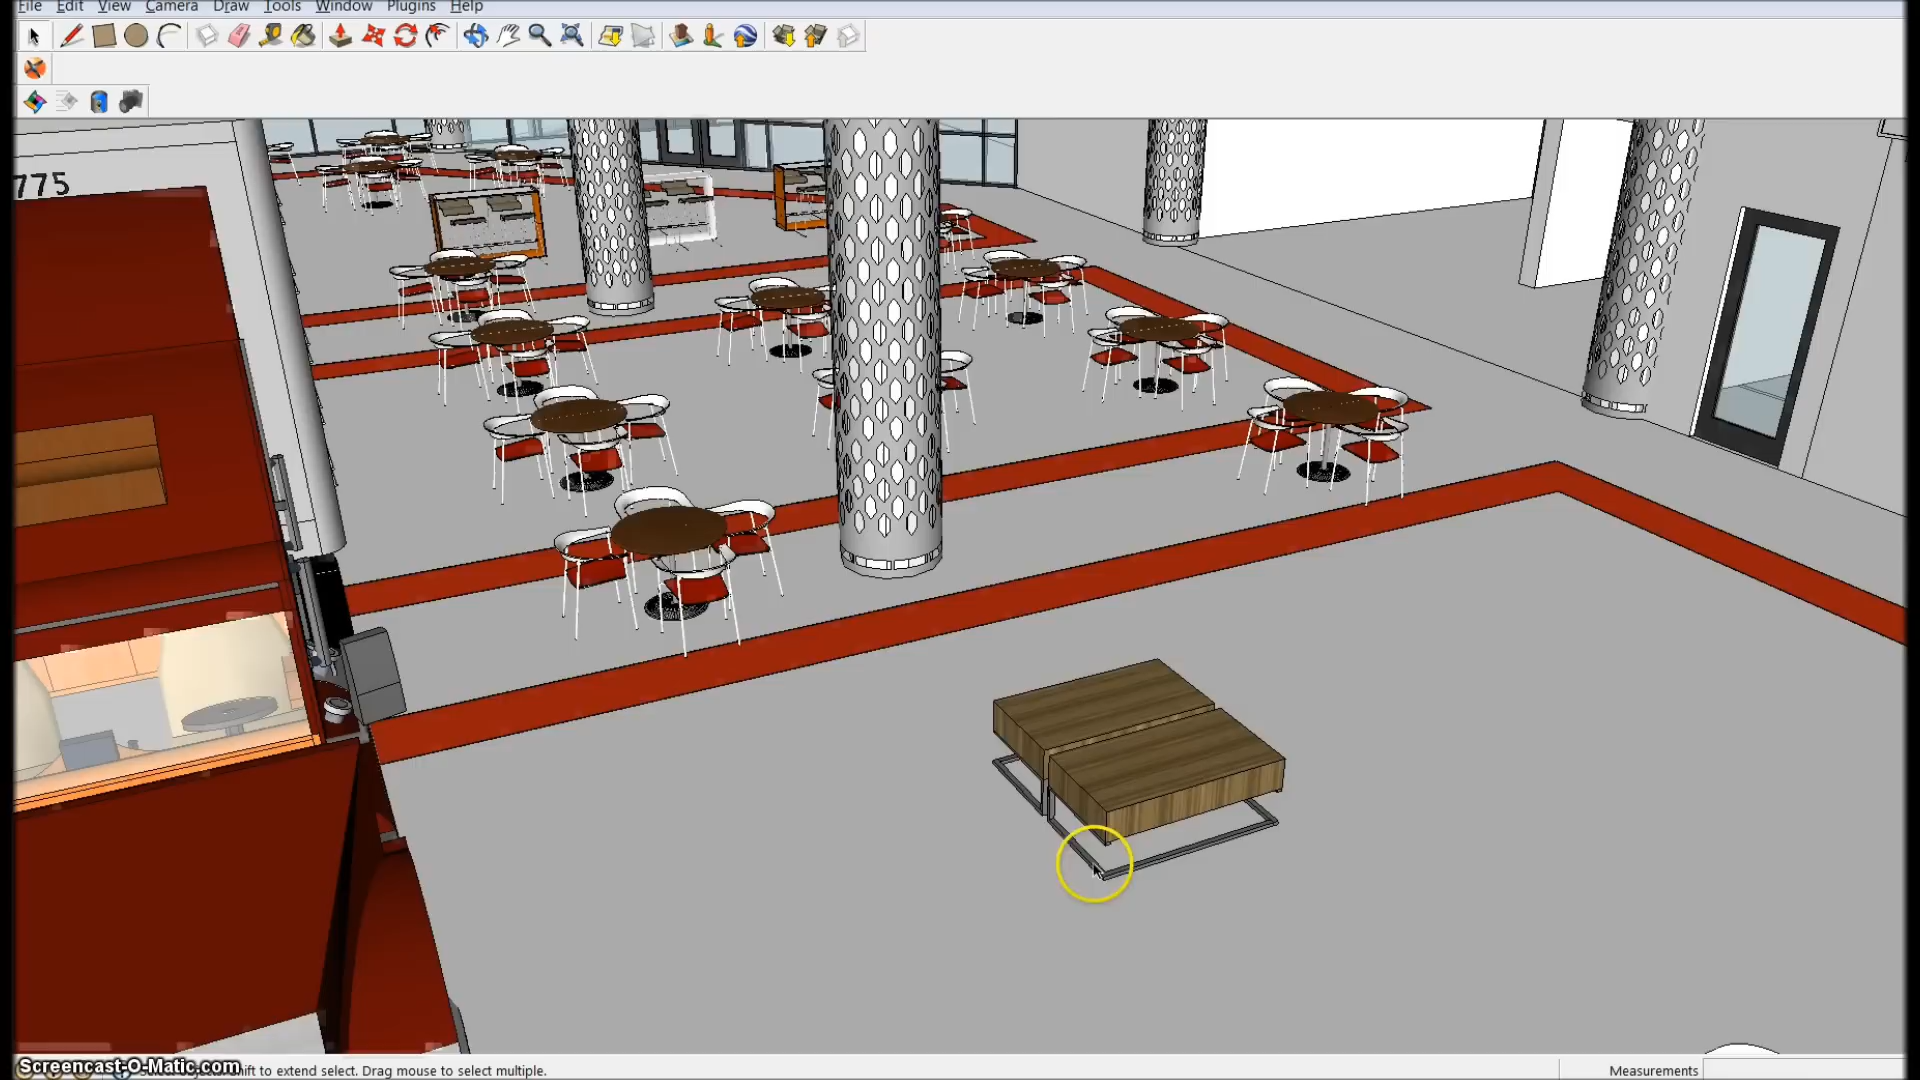 File Edit View Camera Draw Tools Window Plugins Help
775
Screencast-O-Matic.com
to extend select. Drag mouse to select multiple.
Measurements